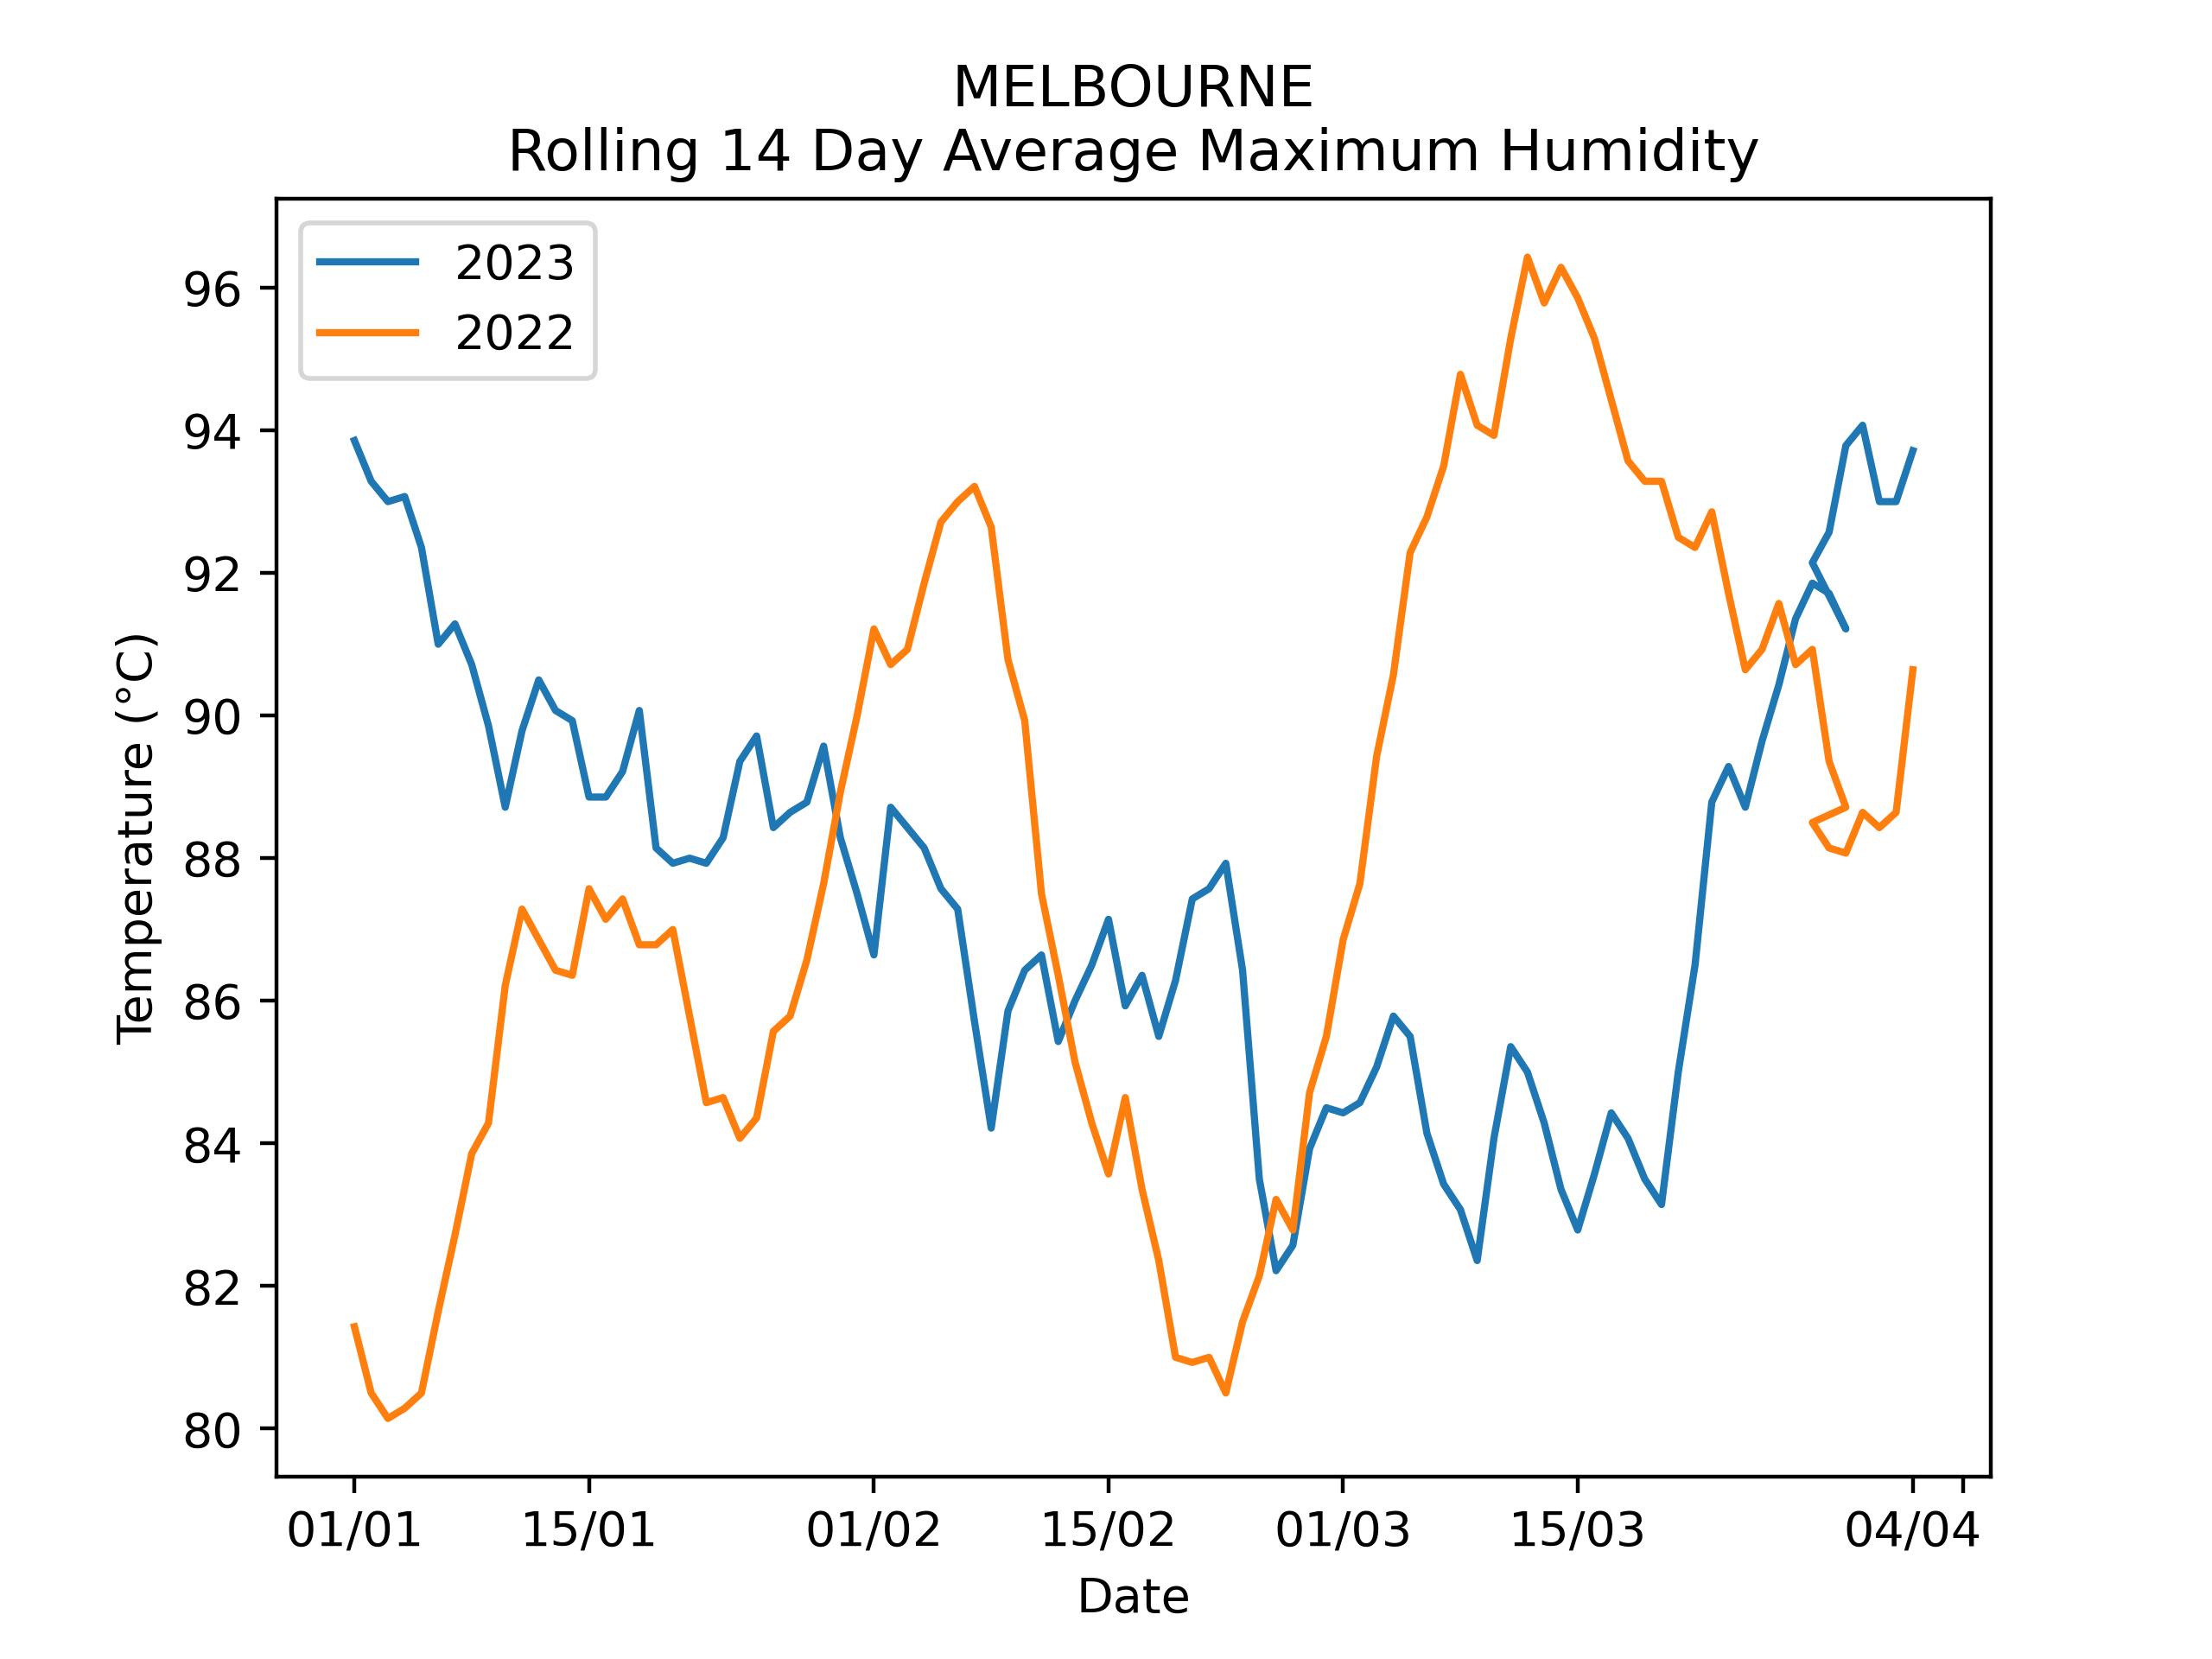 MELBOURNE
Rolling 14 Day Average Maximum Humidity
2023
2022
96
94
92
90
88
86
84
82
80
Temperature (°C)
01/01 15/01 01/02 15/02 01/03 15/03 04/04
Date